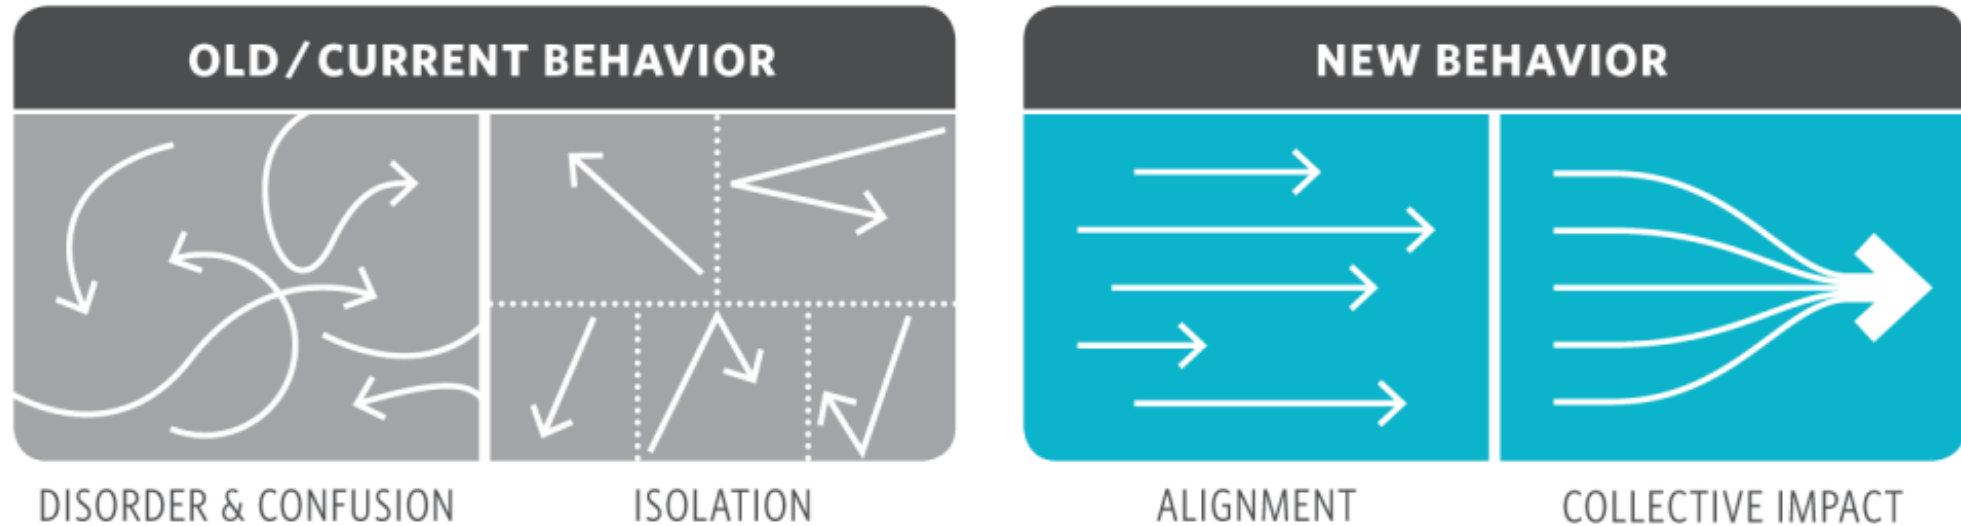 OLD / CURRENT BEHAVIOR
NEW BEHAVIOR
DISORDER & CONFUSION
ISOLATION
ALIGNMENT
COLLECTIVE IMPACT